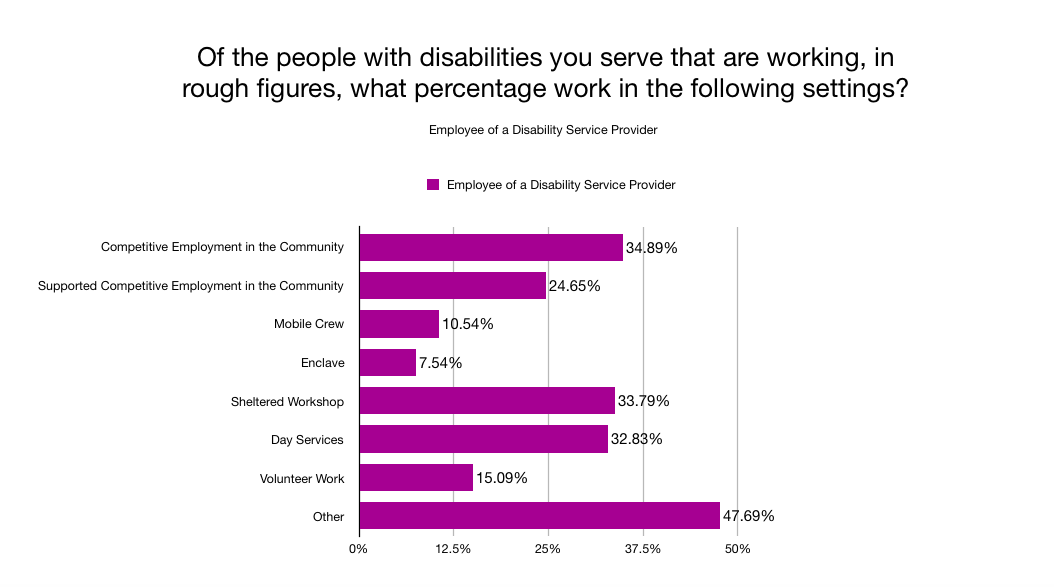 Of the people with disabilities you serve that are working, in
rough figures, what percentage work in the following settings?
Employee of a Disability Service Provider
Employee of a Disability Service Provider
Competitive Employment in the Community 34.89%
Supported Competitive Employment in the Community 24.65%
Mobile Crew 10.54%
Enclave 7.54%
Sheltered Workshop 33.79%
Day Services 32.83%
Volunteer Work 15.09%
Other 47.69%
0% 12.5% 25% 37.5% 50%